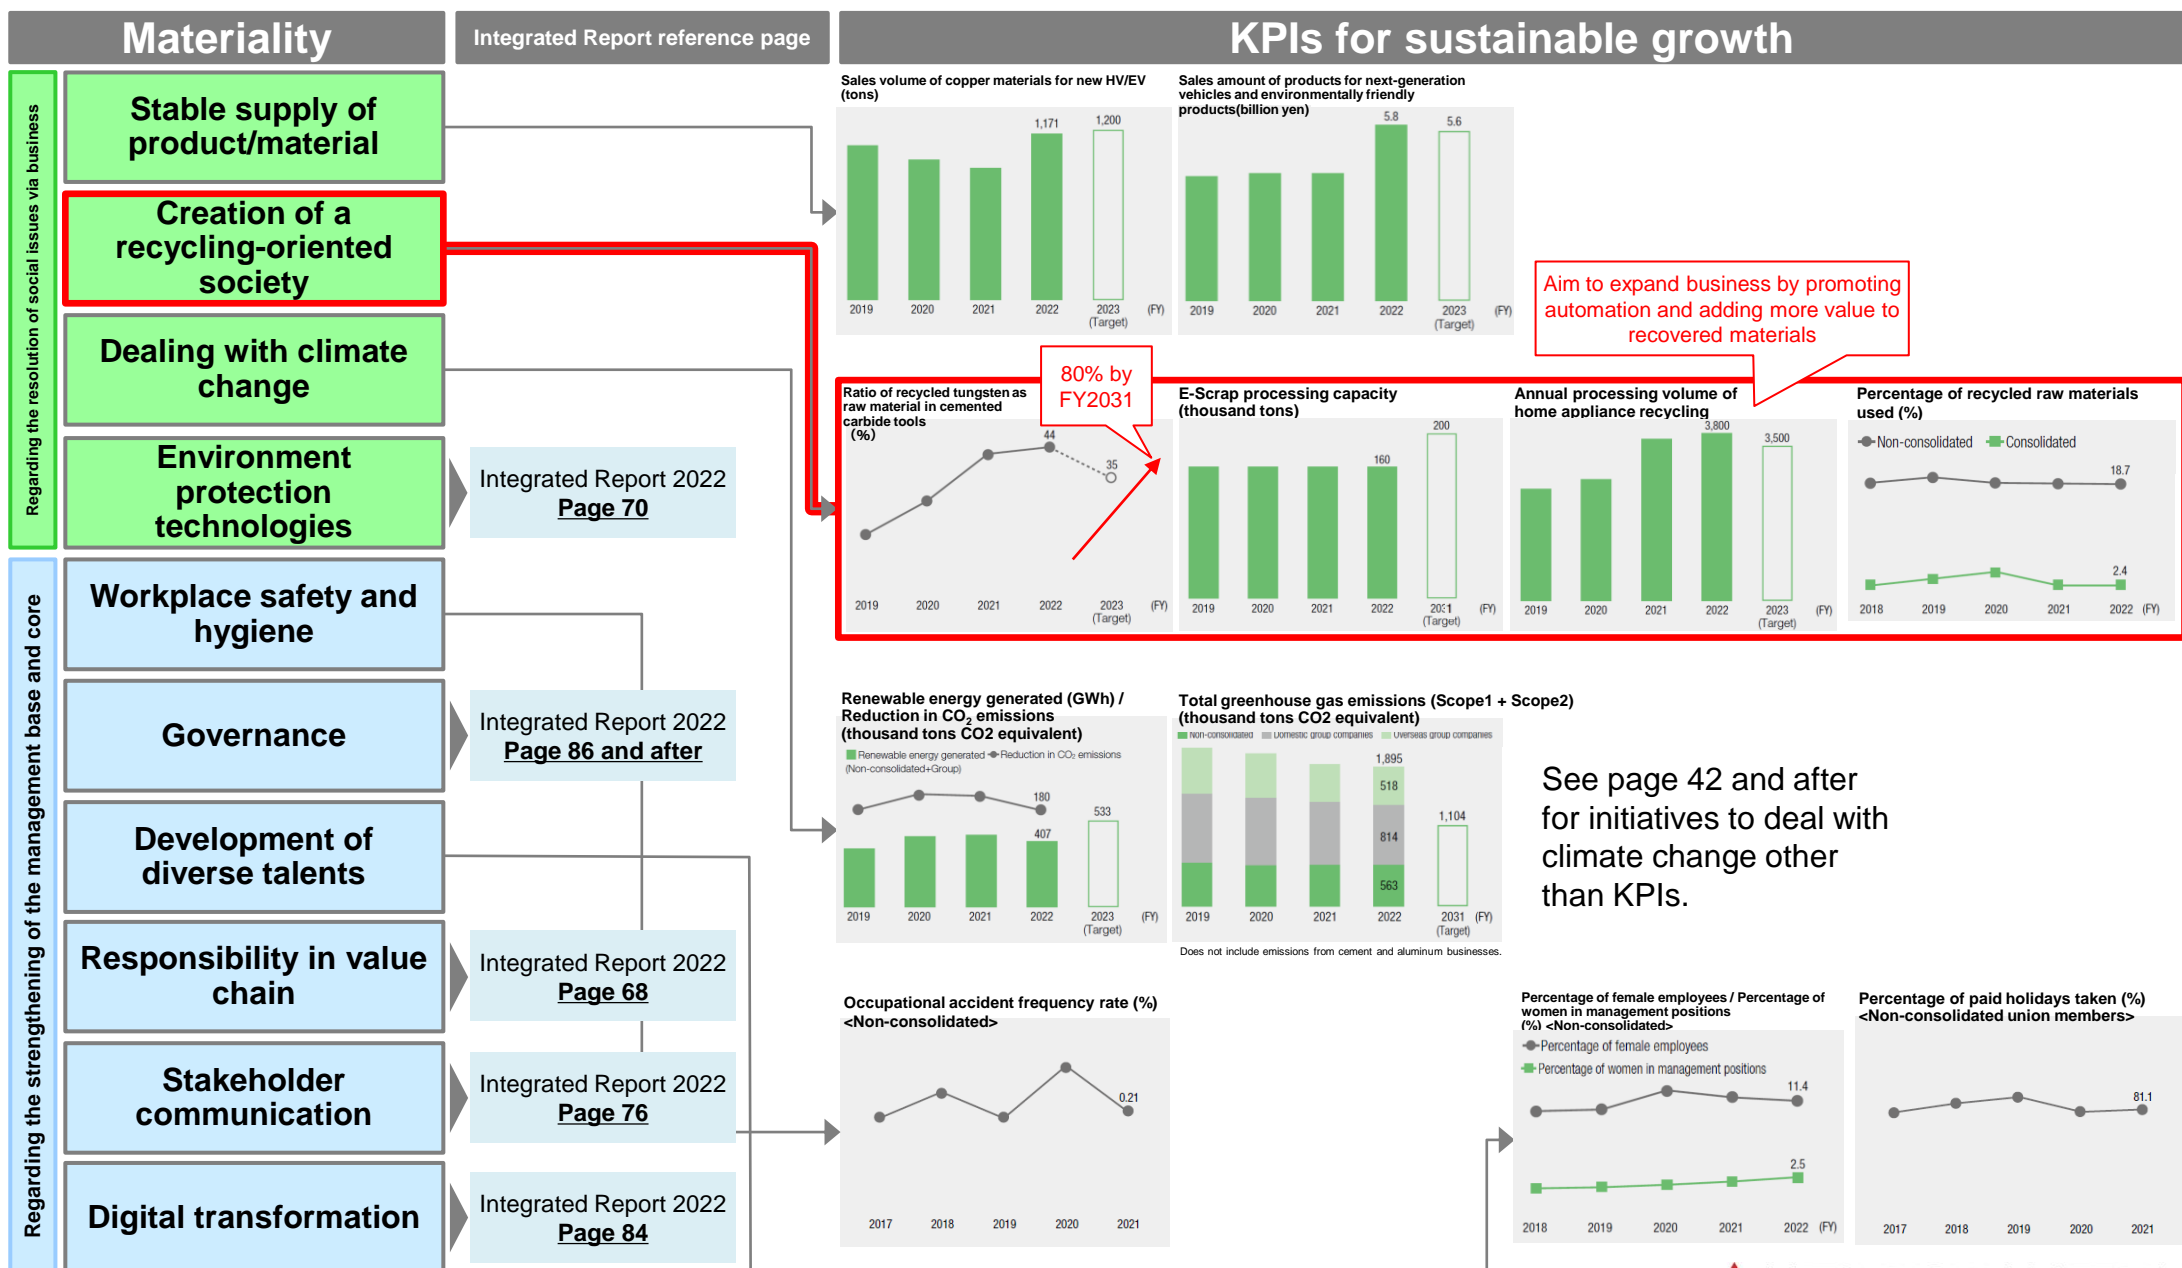 Materiality
Integrated Report reference page
KPIs for sustainable growth
Regarding the resolution of social issues via business
Stable supply of
product/material
Creation of a
recycling-oriented
society
Dealing with climate
change
Environment
protection
technologies
Integrated Report 2022
Page 70
Regarding the strengthening of the management base and core
Workplace safety and
hygiene
Governance
Integrated Report 2022
Page 86 and after
Development of
diverse talents
Responsibility in value
chain
Integrated Report 2022
Page 68
Stakeholder
communication
Integrated Report 2022
Page 76
Digital transformation
Integrated Report 2022
Page 84
Sales volume of copper materials for new HV/EV
(tons)
1,171
1,200
2019 2020 2021 2022 2023 (FY)
(Target)
Sales amount of products for next-generation
vehicles and environmentally friendly
products(billion yen)
5.8
5.6
2019 2020 2021 2022 2023 (FY)
(Target)
Aim to expand business by promoting
automation and adding more value to
recovered materials
80% by
FY2031
Ratio of recycled tungsten as
raw material in cemented
carbide tools
(%)
44
35
2019 2020 2021 2022 2023 (FY)
(Target)
E-Scrap processing capacity
(thousand tons)
200
160
2019 2020 2021 2022 2031 (FY)
(Target)
Annual processing volume of
home appliance recycling
3,800
3,500
2019 2020 2021 2022 2023 (FY)
(Target)
Percentage of recycled raw materials
used (%)
Non-consolidated Consolidated
18.7
2.4
2018 2019 2020 2021 2022 (FY)
Renewable energy generated (GWh) /
Reduction in CO2 emissions
(thousand tons CO2 equivalent)
Renewable energy generated Reduction in CO2 emissions
(Non-consolidated+Group)
180
533
407
2019 2020 2021 2022 2023 (FY)
(Target)
Total greenhouse gas emissions (Scope1 + Scope2)
(thousand tons CO2 equivalent)
Non-consolidated Domestic group companies Overseas group companies
1,895
518
1,104
814
563
2019 2020 2021 2022 2031 (FY)
(Target)
Does not include emissions from cement and aluminum businesses.
See page 42 and after
for initiatives to deal with
climate change other
than KPIs.
Occupational accident frequency rate (%)
<Non-consolidated>
0.21
2017 2018 2019 2020 2021
Percentage of female employees / Percentage of
women in management positions
(%) <Non-consolidated>
Percentage of female employees
Percentage of women in management positions
11.4
2.5
2018 2019 2020 2021 2022 (FY)
Percentage of paid holidays taken (%)
<Non-consolidated union members>
81.1
2017 2018 2019 2020 2021